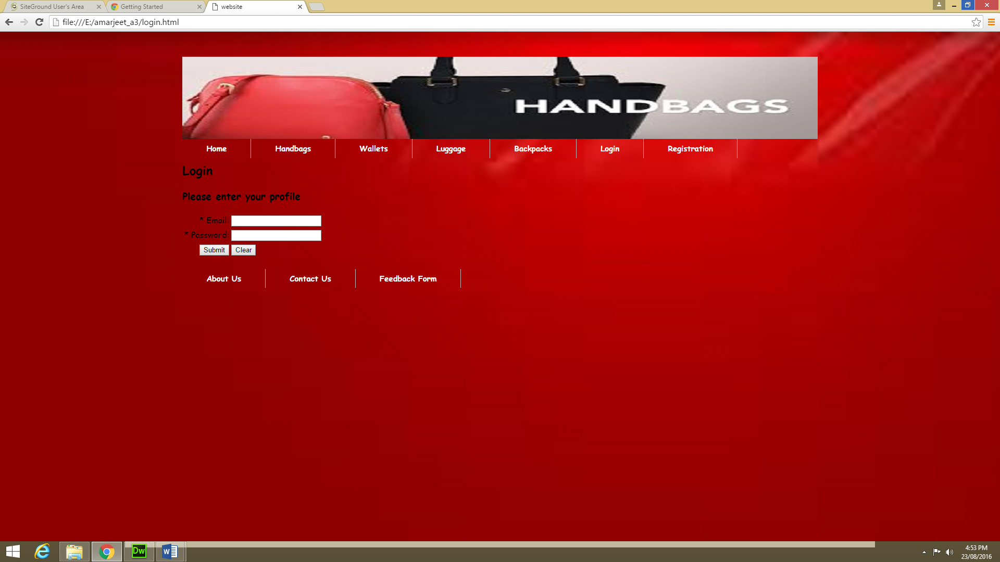 SiteGround User's Area
Getting Started
website
file:///E:/amarjeet_a3/login.html
HANDBAGS
Home Handbags Wallets Luggage Backpacks Login Registration
Login
Please enter your profile
* Email:
* Password:
Submit Clear
About Us Contact Us Feedback Form
Dw
W
4:53 PM
23/08/2016